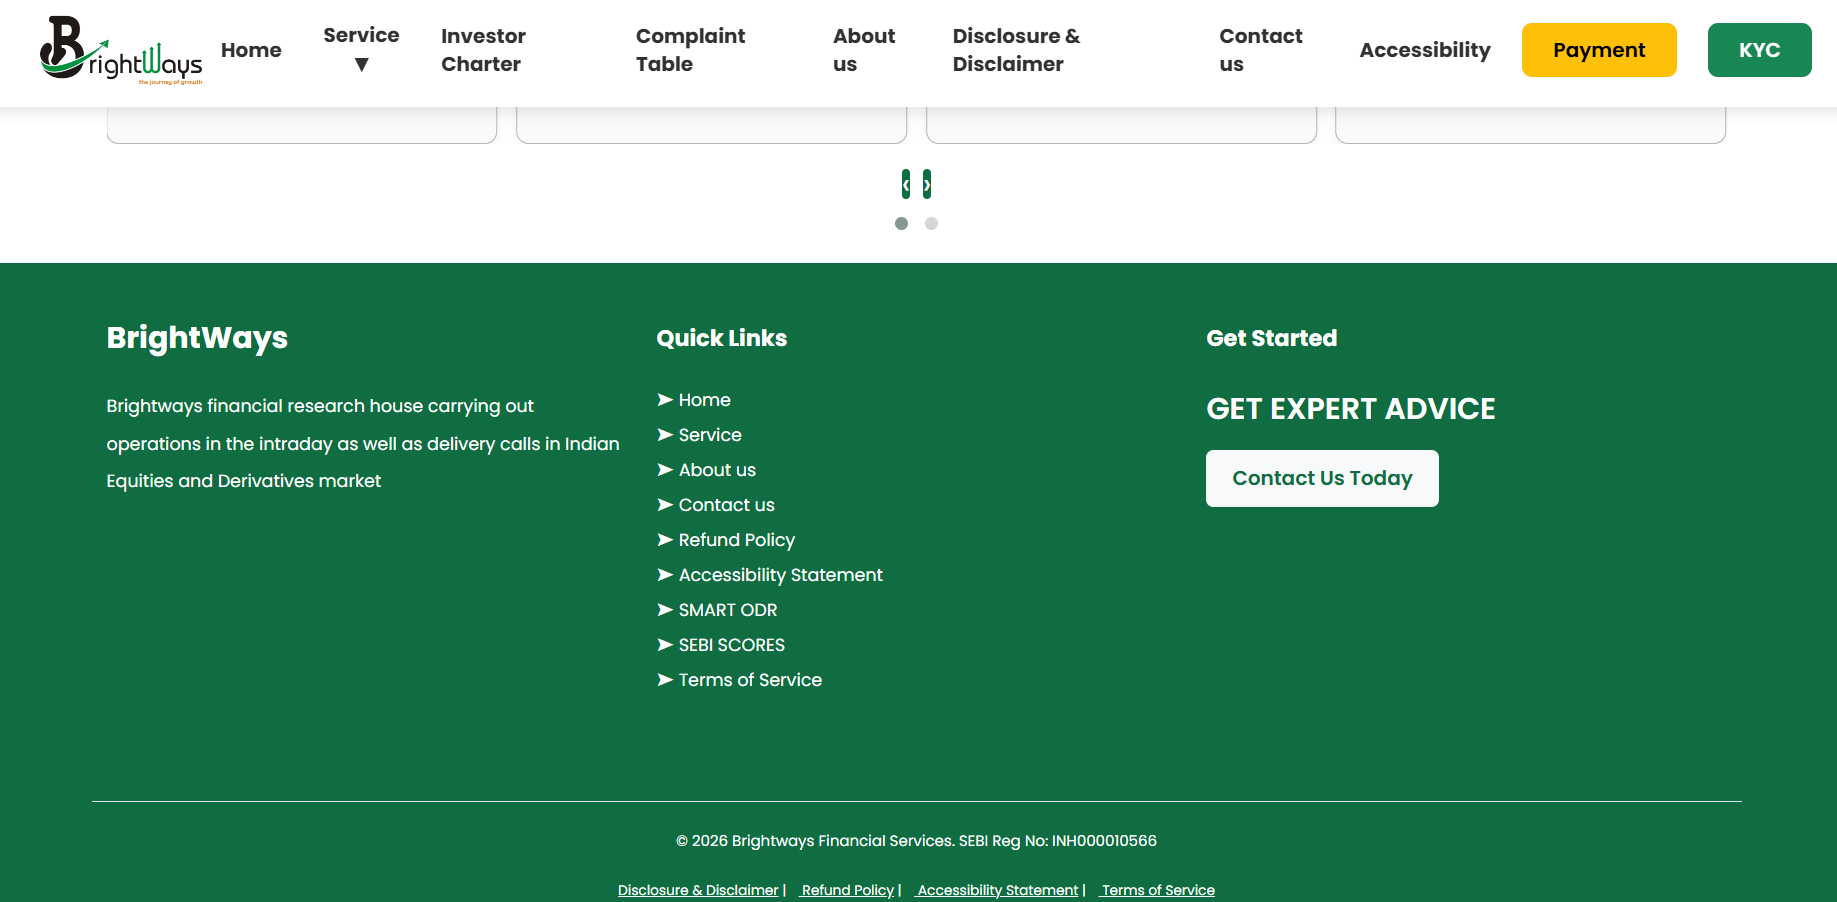 BrightWays
the journey of growth
Home
Service
▼
Investor
Charter
Complaint
Table
About
us
Disclosure &
Disclaimer
Contact
us
Accessibility
Payment
KYC
‹ ›
BrightWays
Brightways financial research house carrying out
operations in the intraday as well as delivery calls in Indian
Equities and Derivatives market
Quick Links
➤ Home
➤ Service
➤ About us
➤ Contact us
➤ Refund Policy
➤ Accessibility Statement
➤ SMART ODR
➤ SEBI SCORES
➤ Terms of Service
Get Started
GET EXPERT ADVICE
Contact Us Today
© 2026 Brightways Financial Services. SEBI Reg No: INH000010566
Disclosure & Disclaimer | Refund Policy | Accessibility Statement | Terms of Service